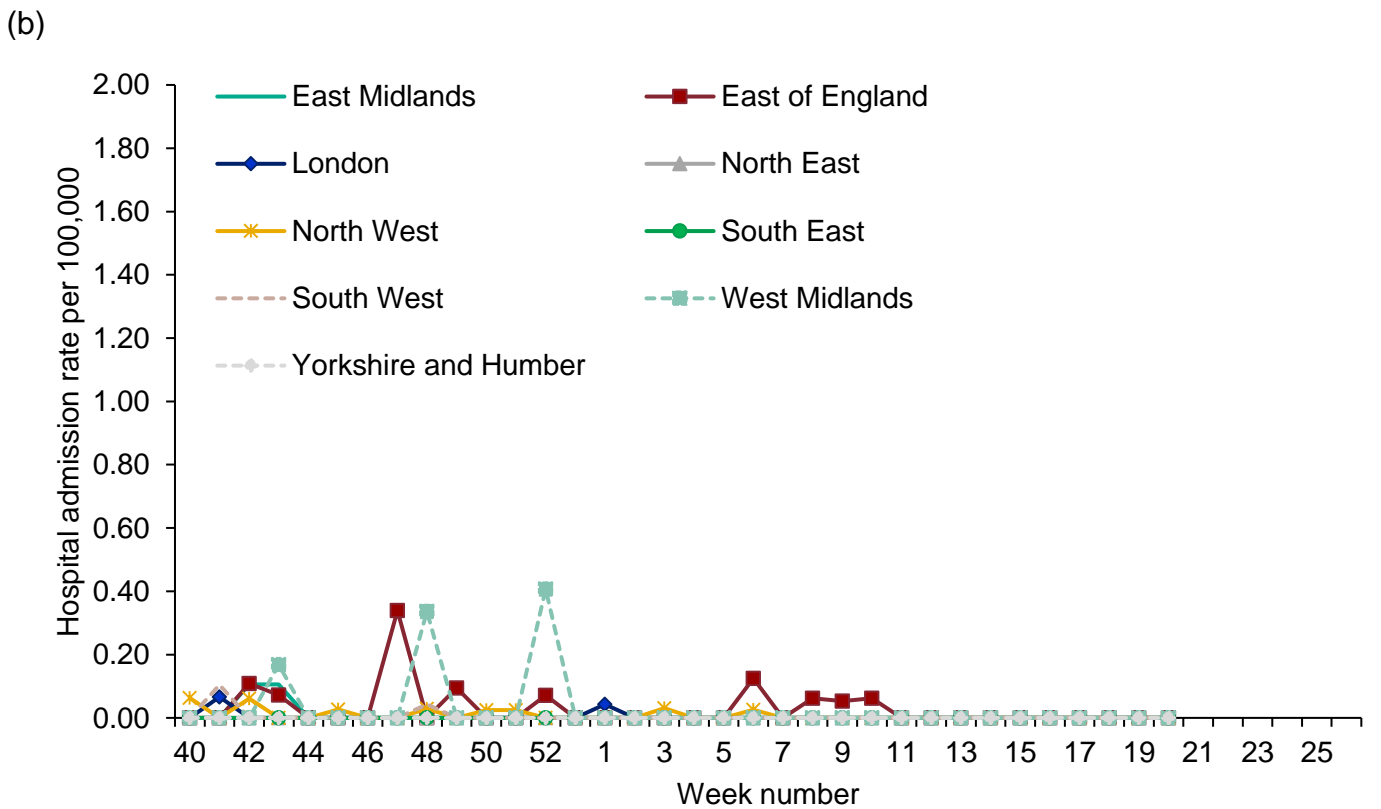 (b)
2.00
1.80
1.60
1.40
1.20
1.00
0.80
0.60
0.40
0.20
0.00
Hospital admission rate per 100,000
East Midlands
East of England
London
North East
North West
South East
South West
West Midlands
Yorkshire and Humber
40 42 44 46 48 50 52 1 3 5 7 9 11 13 15 17 19 21 23 25
Week number